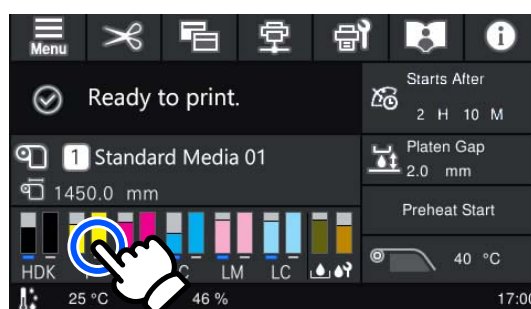 Menu
Ready to print.
Starts After
2 H 10 M
1 Standard Media 01
1450.0 mm
Platen Gap
2.0 mm
Preheat Start
40 °C
HDK
C
LM
LC
25 °C
46 %
17:00